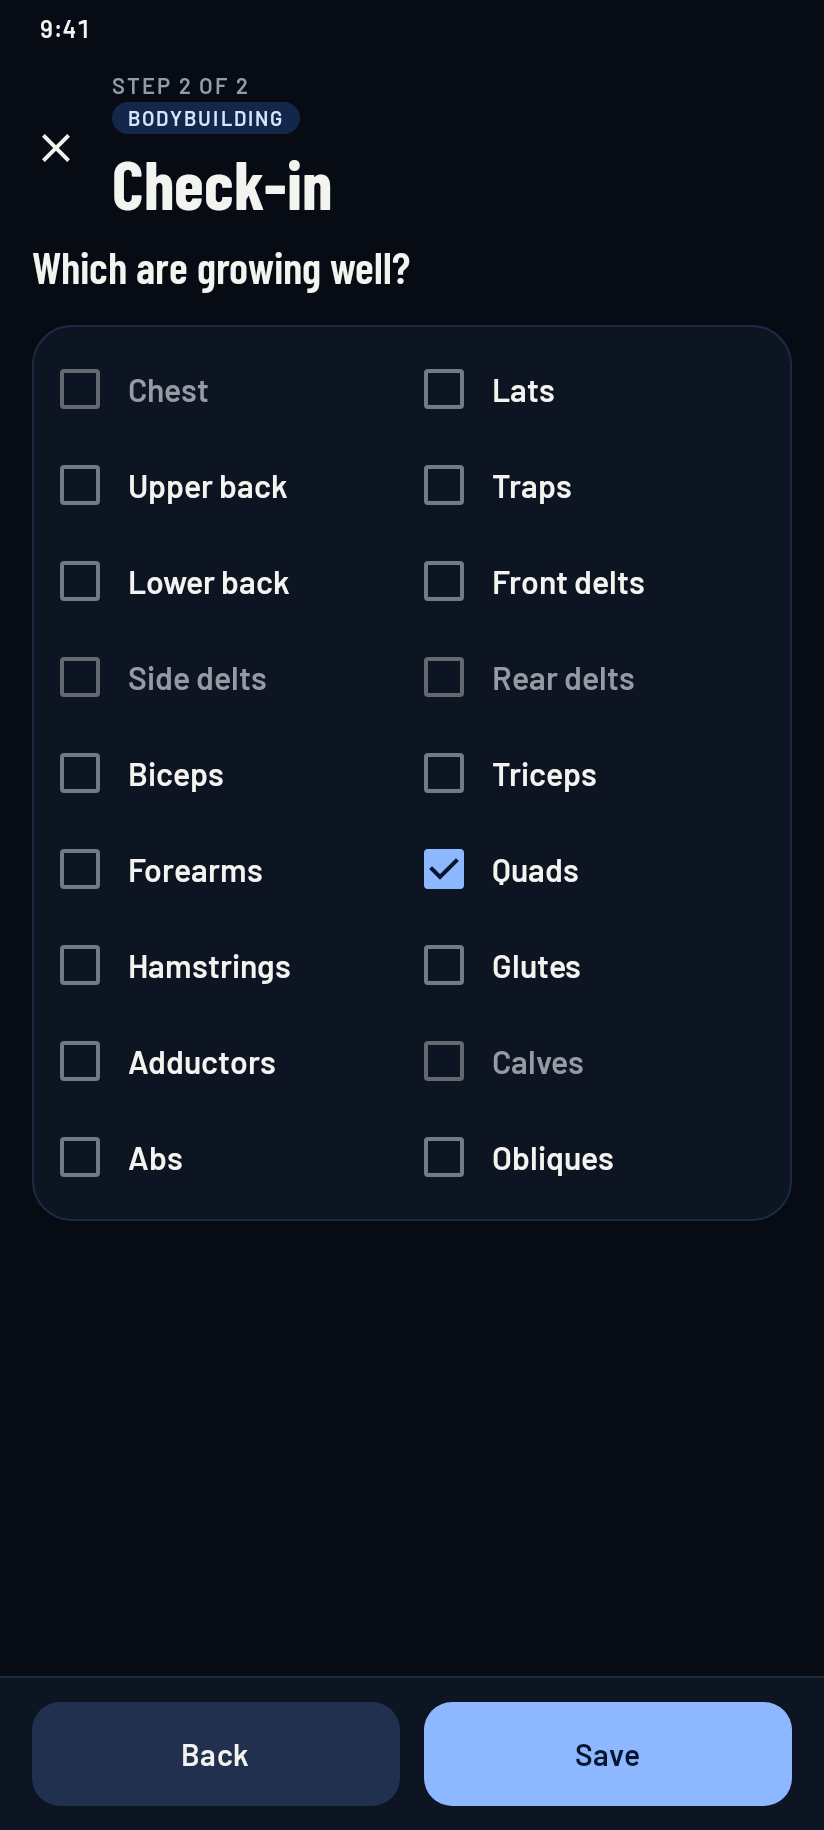 9:41
STEP 2 OF 2
BODYBUILDING
Check-in
Which are growing well?
Chest
Lats
Upper back
Traps
Lower back
Front delts
Side delts
Rear delts
Biceps
Triceps
Forearms
Quads
Hamstrings
Glutes
Adductors
Calves
Abs
Obliques
Back
Save